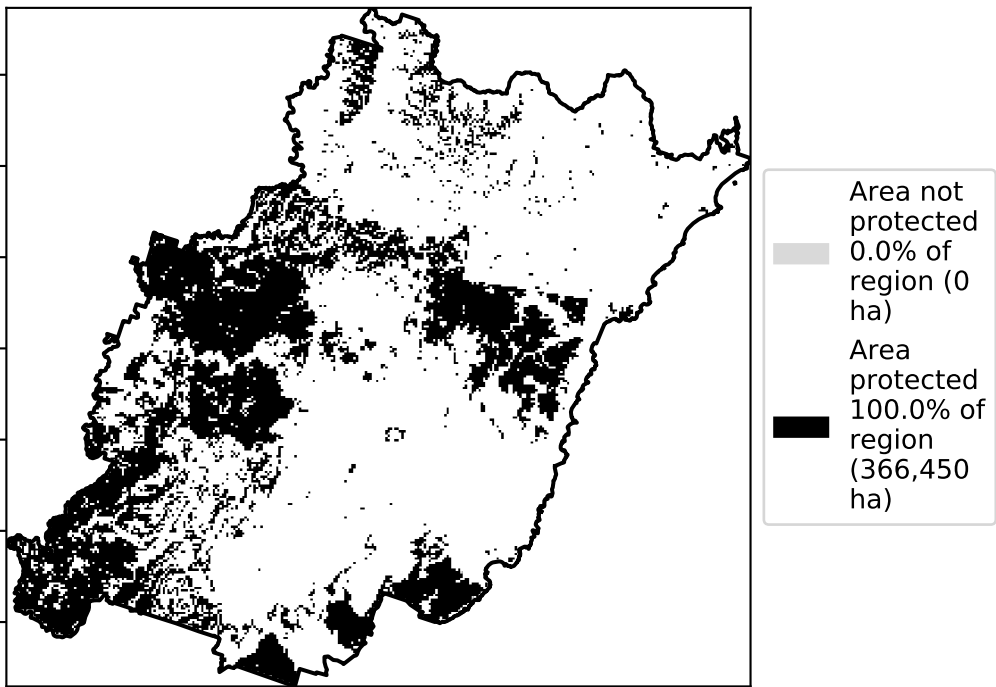 Area not
protected
0.0% of
region (0
ha)
Area
protected
100.0% of
region
(366,450
ha)